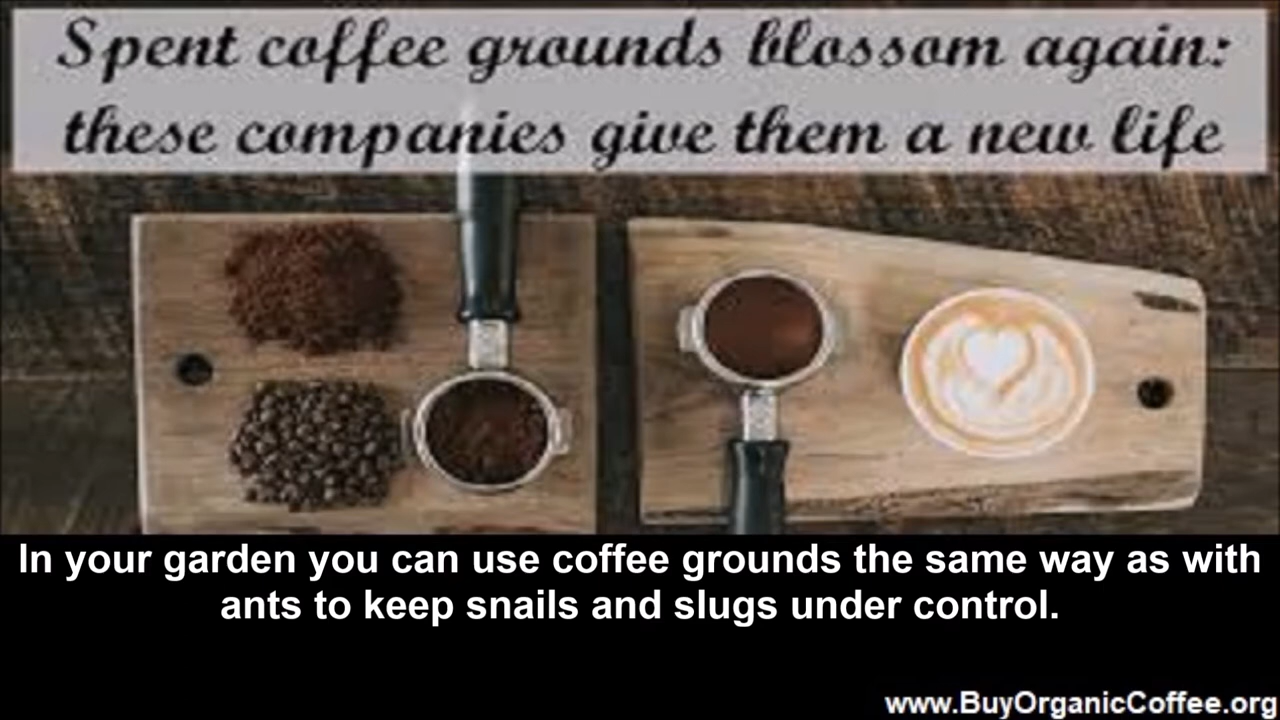 Spent coffee grounds blossom again:
these companies give them a new life
In your garden you can use coffee grounds the same way as with
ants to keep snails and slugs under control.
www.BuyOrganicCoffee.org